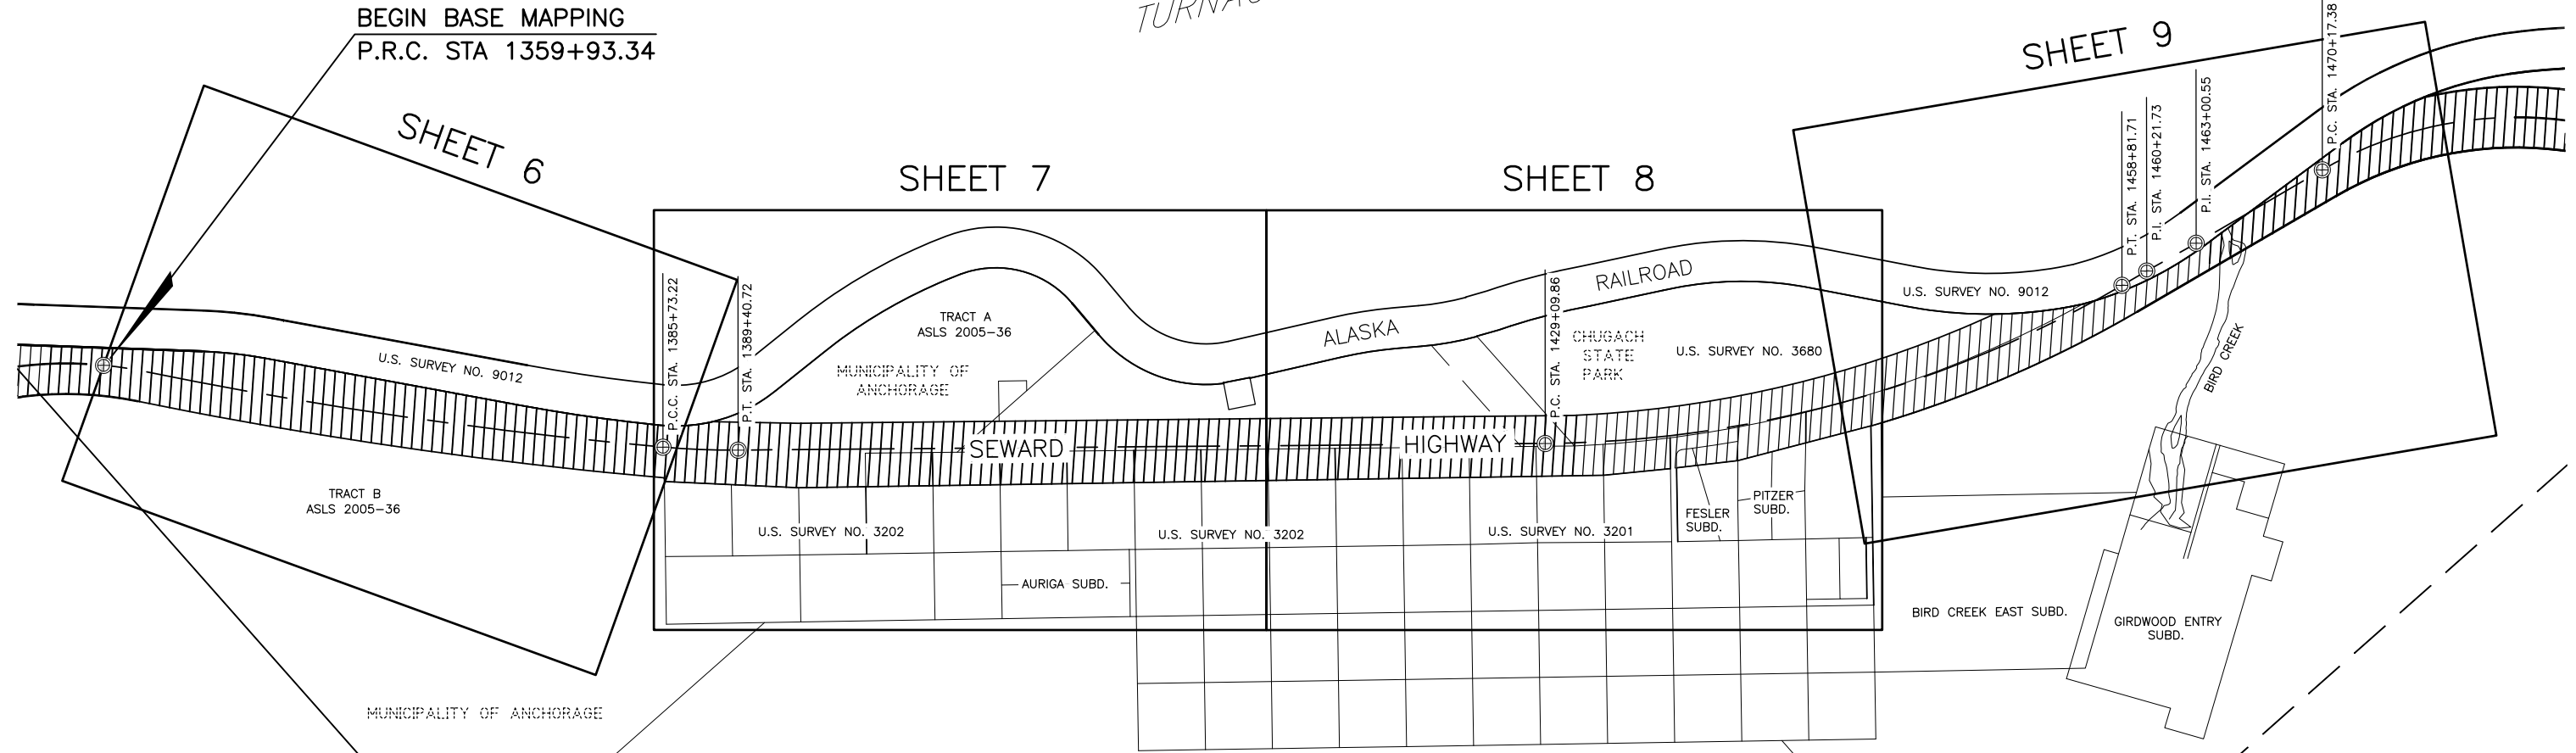 BEGIN BASE MAPPING
P.R.C. STA 1359+93.34
SHEET 6
SHEET 7
SHEET 8
SHEET 9
U.S. SURVEY NO. 9012
TRACT B
ASLS 2005-36
MUNICIPALITY OF ANCHORAGE
P.C.C. STA. 1385+73.22
P.T. STA. 1389+40.72
TRACT A
ASLS 2005-36
MUNICIPALITY OF
ANCHORAGE
SEWARD
HIGHWAY
U.S. SURVEY NO. 3202
U.S. SURVEY NO. 3202
AURIGA SUBD.
ALASKA
RAILROAD
P.C. STA. 1429+09.86
CHUGACH
STATE
PARK
U.S. SURVEY NO. 3680
U.S. SURVEY NO. 3201
FESLER
SUBD.
PITZER
SUBD.
U.S. SURVEY NO. 9012
P.T. STA. 1458+81.71
P.I. STA. 1460+21.73
P.I. STA. 1463+00.55
P.C. STA. 1470+17.38
BIRD CREEK
BIRD CREEK EAST SUBD.
GIRDWOOD ENTRY
SUBD.